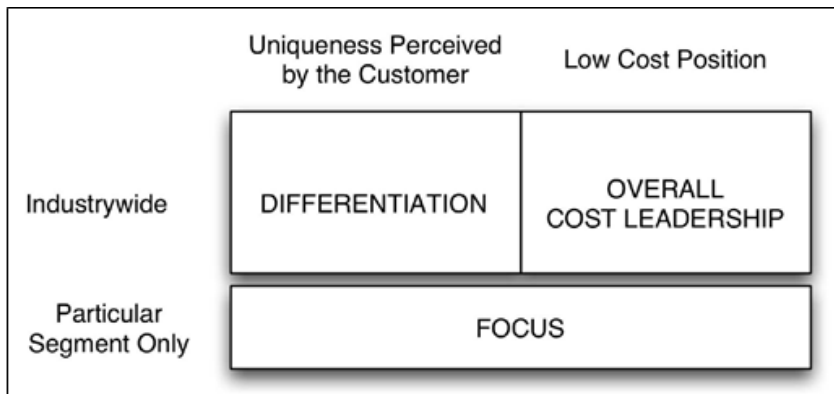 Uniqueness Perceived
by the Customer
Low Cost Position
Industrywide
DIFFERENTIATION
OVERALL
COST LEADERSHIP
Particular
Segment Only
FOCUS